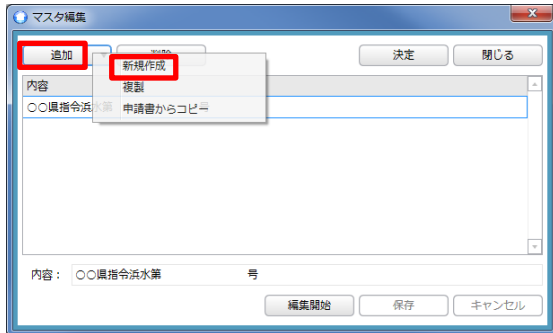 マスタ編集
追加
決定
閉じる
新規作成
複製
申請書からコピー
内容
○○県指令浜水第 号
内容： ○○県指令浜水第 号
編集開始
保存
キャンセル